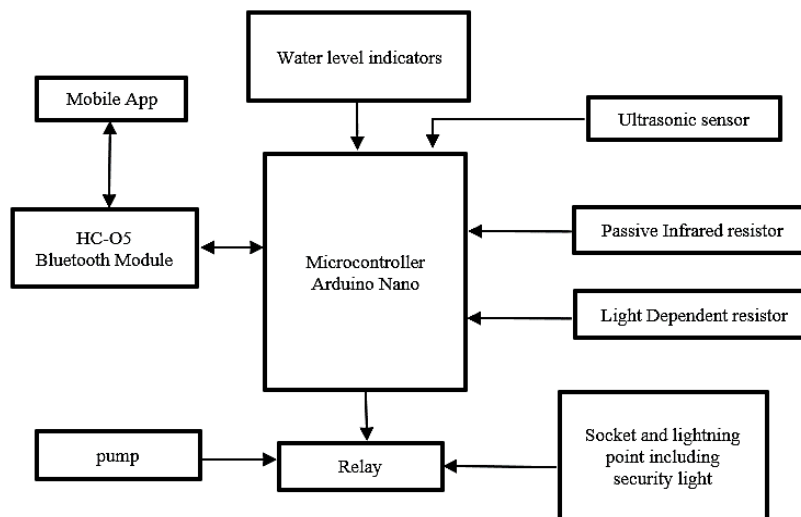 Water level indicators
Mobile App
Ultrasonic sensor
HC-O5
Bluetooth Module
Passive Infrared resistor
Microcontroller
Arduino Nano
Light Dependent resistor
pump
Relay
Socket and lightning
point including
security light